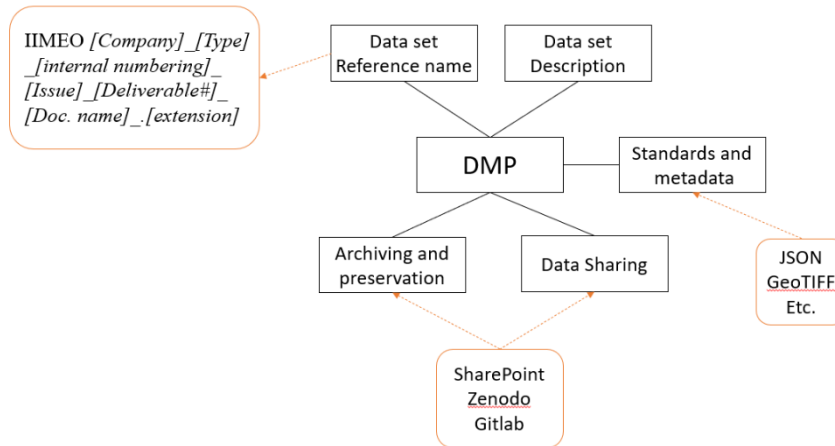 IIMEO [Company]_[Type]
_[internal numbering]_
[Issue]_[Deliverable#]_
[Doc. name]_.[extension]
Data set
Reference name
Data set
Description
DMP
Standards and
metadata
Archiving and
preservation
Data Sharing
JSON
GeoTIFF
Etc.
SharePoint
Zenodo
Gitlab